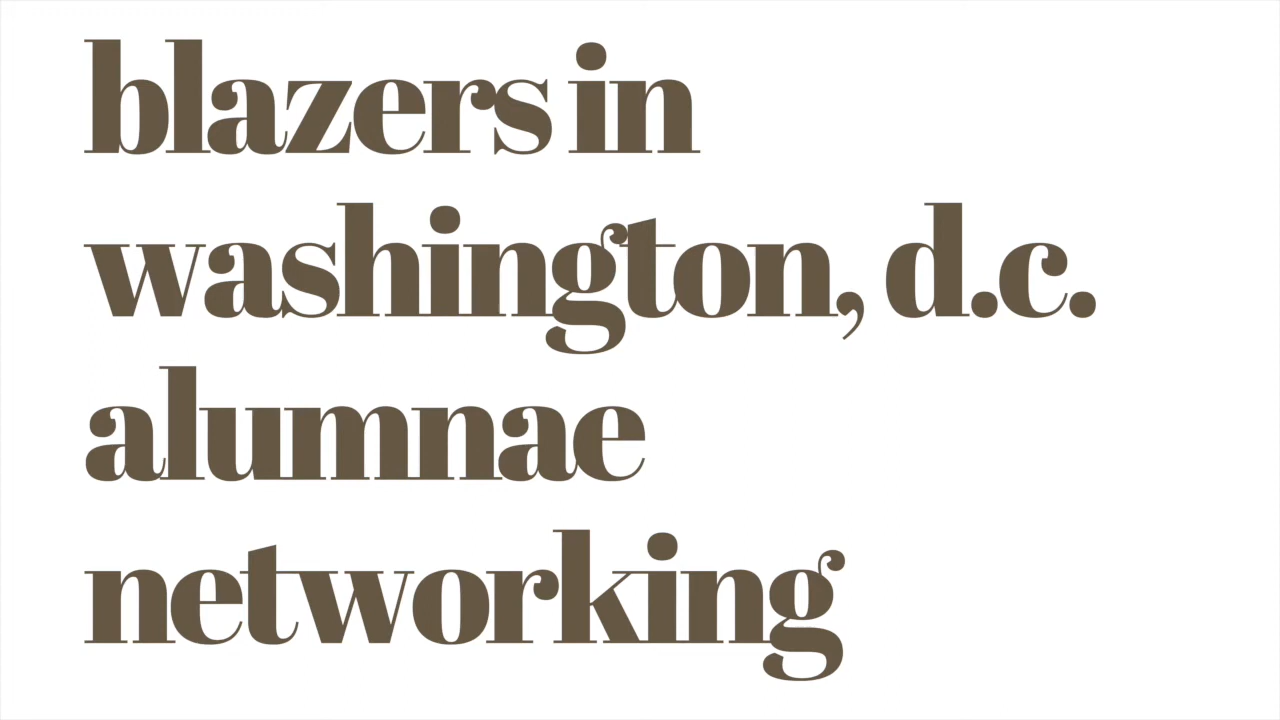 blazers in
washington, d.c.
alumnae
networking